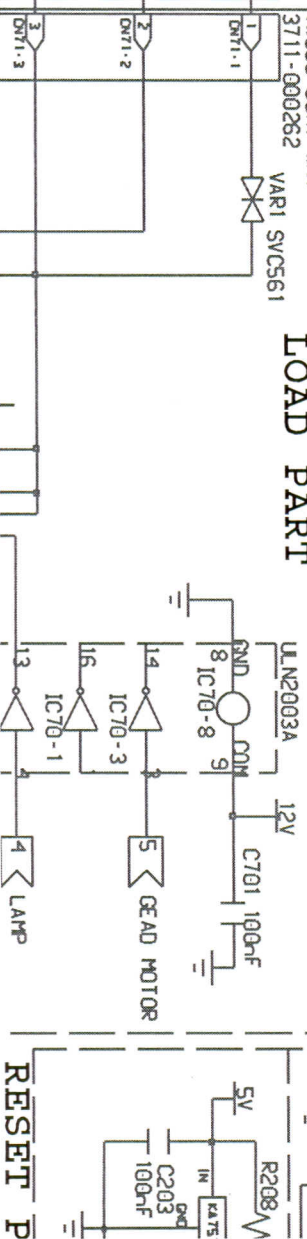 3711-000262
1
CN71-1
2
CN71-2
3
CN71-3
VAR1 SVC561
LOAD PART
ULN2003A
GND
8
IC70-8
COM
9
12V
C701 100nF
14
IC70-3
5
GEAD MOTOR
16
IC70-1
13
4
LAMP
5V
R208
IN
KA75
GND
C203
100nF
RESET P